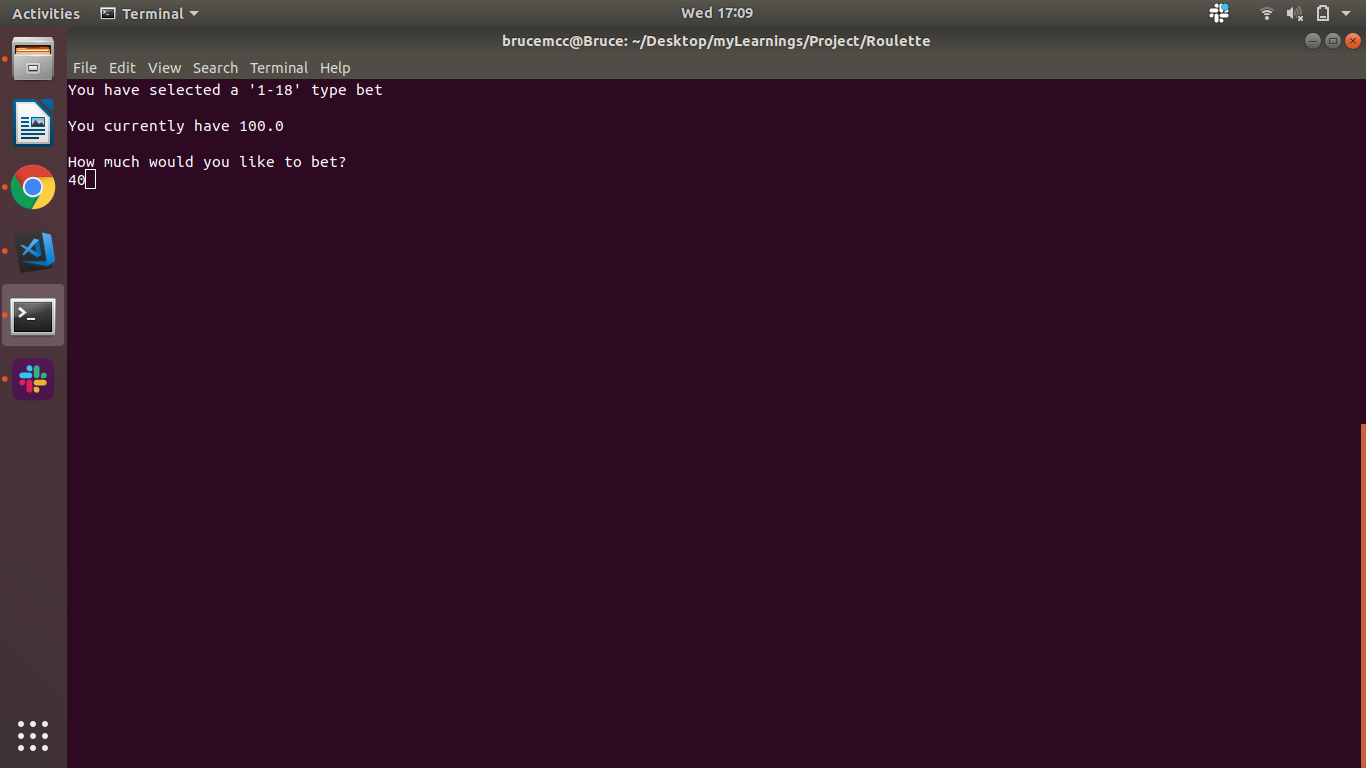 Activities
Terminal
Wed 17:09
brucemcc@Bruce: ~/Desktop/myLearnings/Project/Roulette
File Edit View Search Terminal Help
You have selected a '1-18' type bet
You currently have 100.0
How much would you like to bet?
40